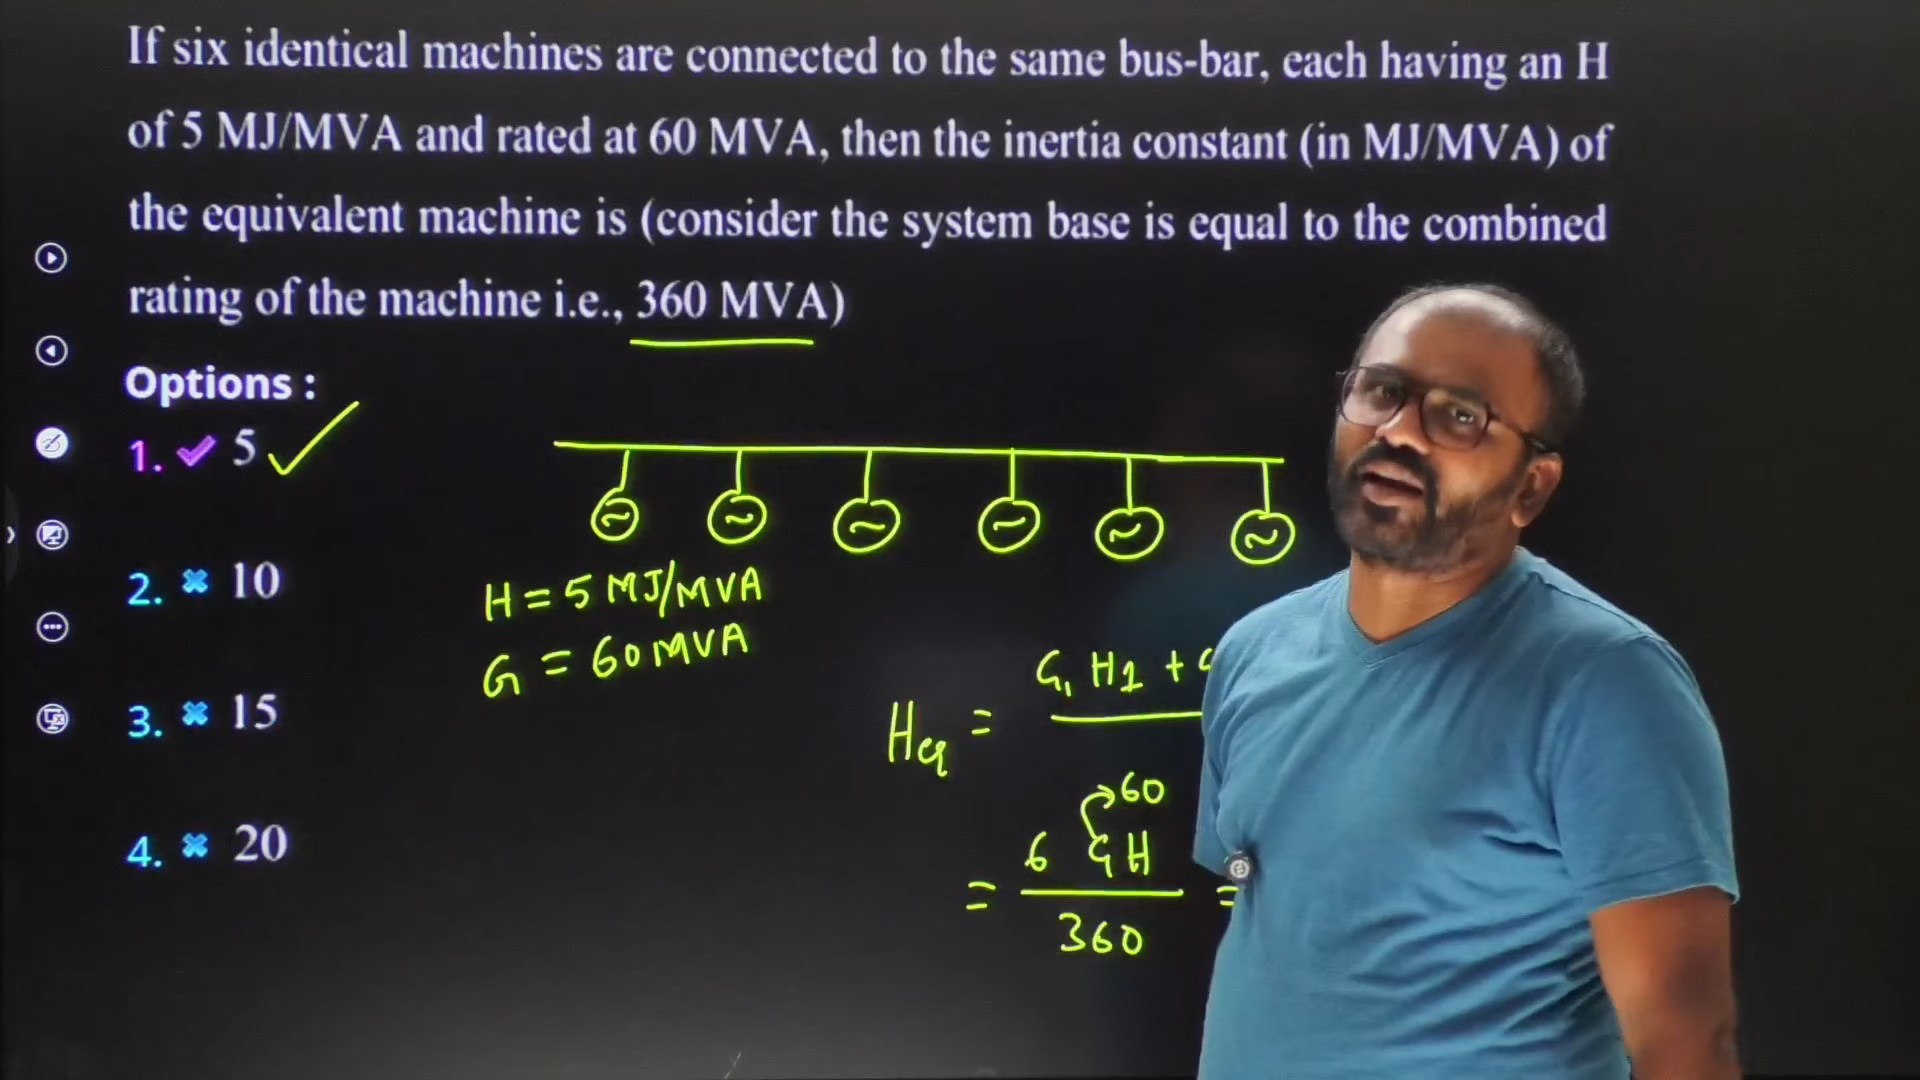 If six identical machines are connected to the same bus-bar, each having an H
of 5 MJ/MVA and rated at 60 MVA, then the inertia constant (in MJ/MVA) of
the equivalent machine is (consider the system base is equal to the combined
rating of the machine i.e., 360 MVA)
Options :
1. 5
2. 10
3. 15
4. 20
H = 5 MJ/MVA
G = 60 MVA
Heq = G1 H1 +
60
= 6 G H =
360